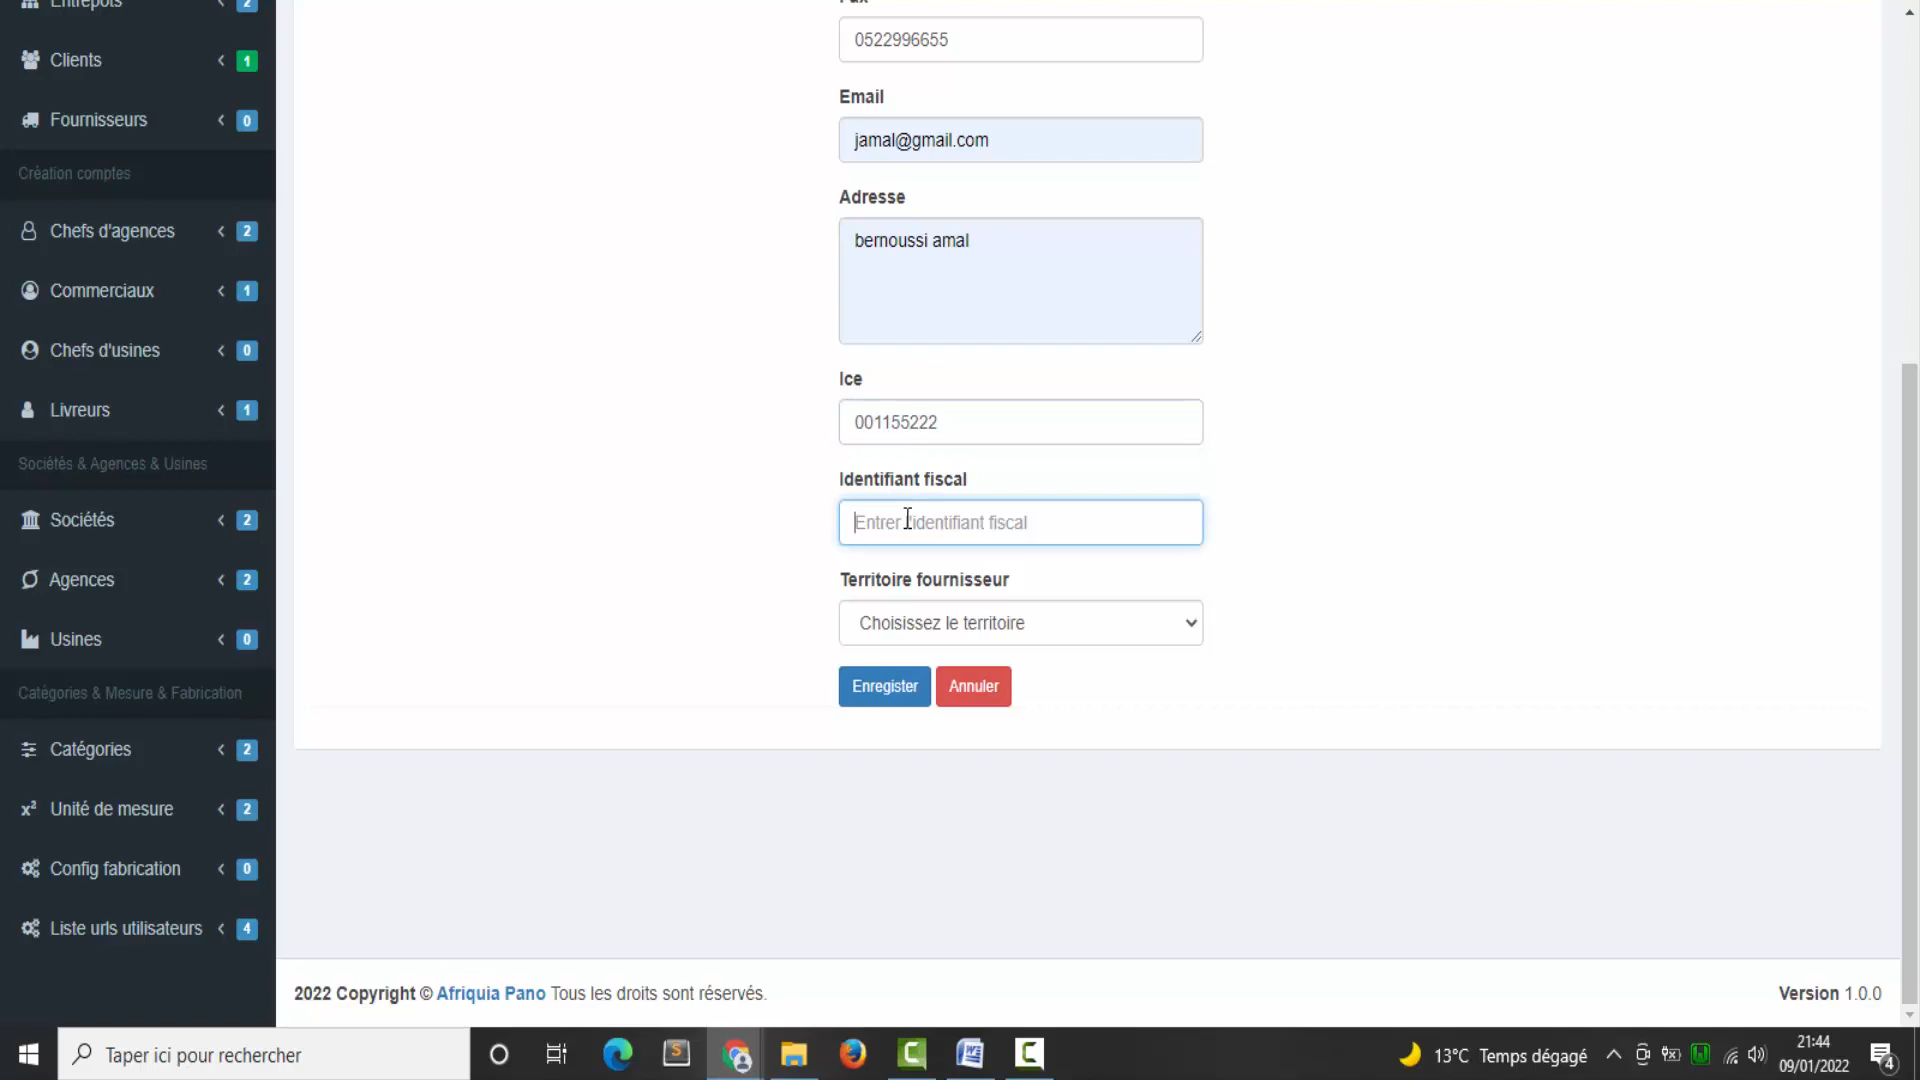 Entrepôts 2
Clients 1
Fournisseurs 0
Création comptes
Chefs d'agences 2
Commerciaux 1
Chefs d'usines 0
Livreurs 1
Sociétés & Agences & Usines
Sociétés 2
Agences 2
Usines 0
Catégories & Mesure & Fabrication
Catégories 2
x² Unité de mesure 2
Config fabrication 0
Liste urls utilisateurs 4
Fax
0522996655
Email
jamal@gmail.com
Adresse
bernoussi amal
Ice
001155222
Identifiant fiscal
Entrer l'identifiant fiscal
Territoire fournisseur
Choisissez le territoire
Enregister Annuler
2022 Copyright © Afriquia Pano Tous les droits sont réservés.
Version 1.0.0
Taper ici pour rechercher
13°C Temps dégagé
21:44
09/01/2022
4